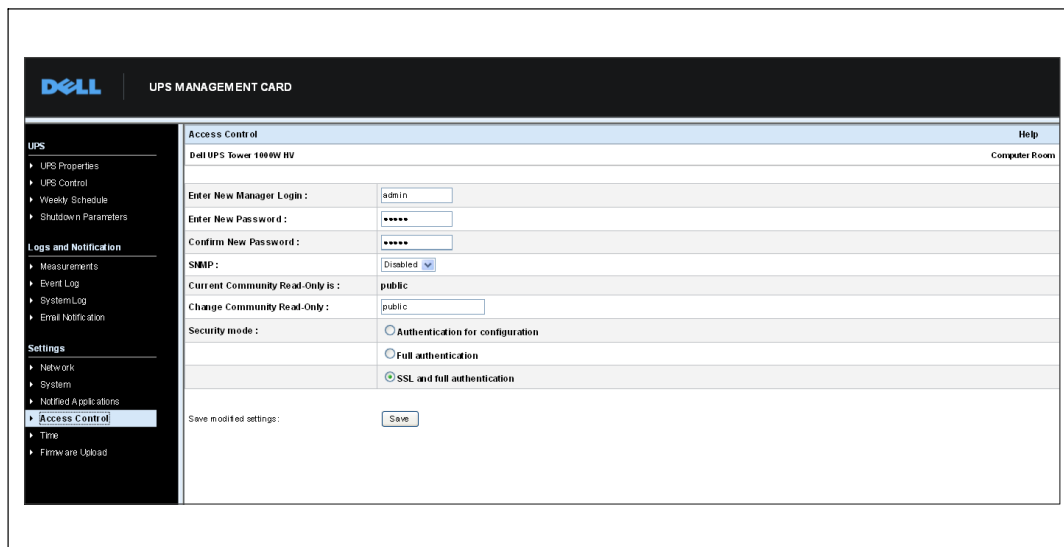 DELL
UPS MANAGEMENT CARD
UPS
UPS Properties
UPS Control
Weekly Schedule
Shutdown Parameters
Logs and Notification
Measurements
Event Log
System Log
Email Notification
Settings
Network
System
Notified Applications
Access Control
Time
Firmware Upload
Access Control Help
Dell UPS Tower 1000W HV Computer Room
Enter New Manager Login : admin
Enter New Password : •••••
Confirm New Password : •••••
SNMP : Disabled
Current Community Read-Only is : public
Change Community Read-Only : public
Security mode : Authentication for configuration
Full authentication
SSL and full authentication
Save modified settings : Save